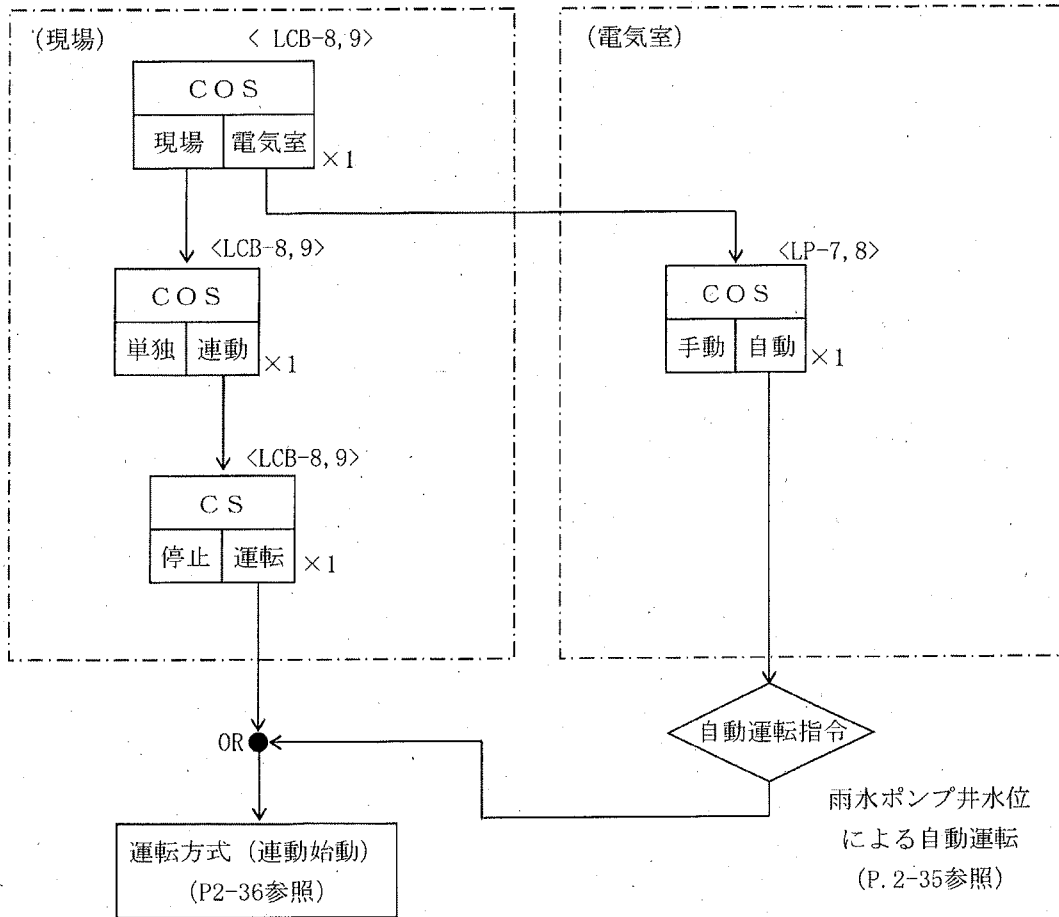 (現場)
< LCB-8,9>
COS
現場 電気室
×1
<LCB-8,9>
COS
単独 連動
×1
<LCB-8,9>
CS
停止 運転
×1
(電気室)
<LP-7,8>
COS
手動 自動
×1
自動運転指令
OR
雨水ポンプ井水位
による自動運転
(P.2-35参照)
運転方式(連動始動)
(P2-36参照)